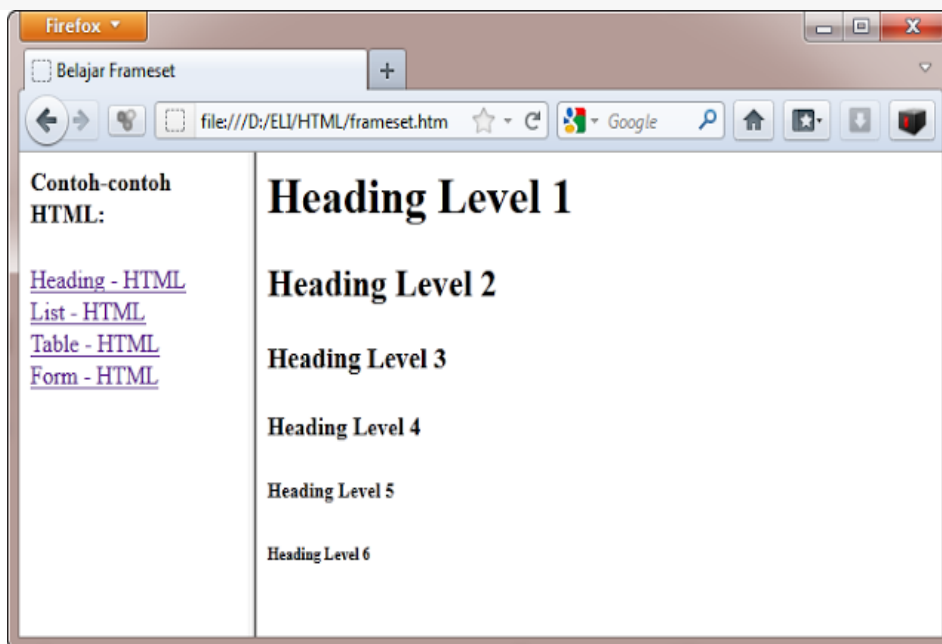 Firefox
Belajar Frameset
file:///D:/ELI/HTML/frameset.htm
Google
Contoh-contoh
HTML:
Heading - HTML
List - HTML
Table - HTML
Form - HTML
Heading Level 1
Heading Level 2
Heading Level 3
Heading Level 4
Heading Level 5
Heading Level 6